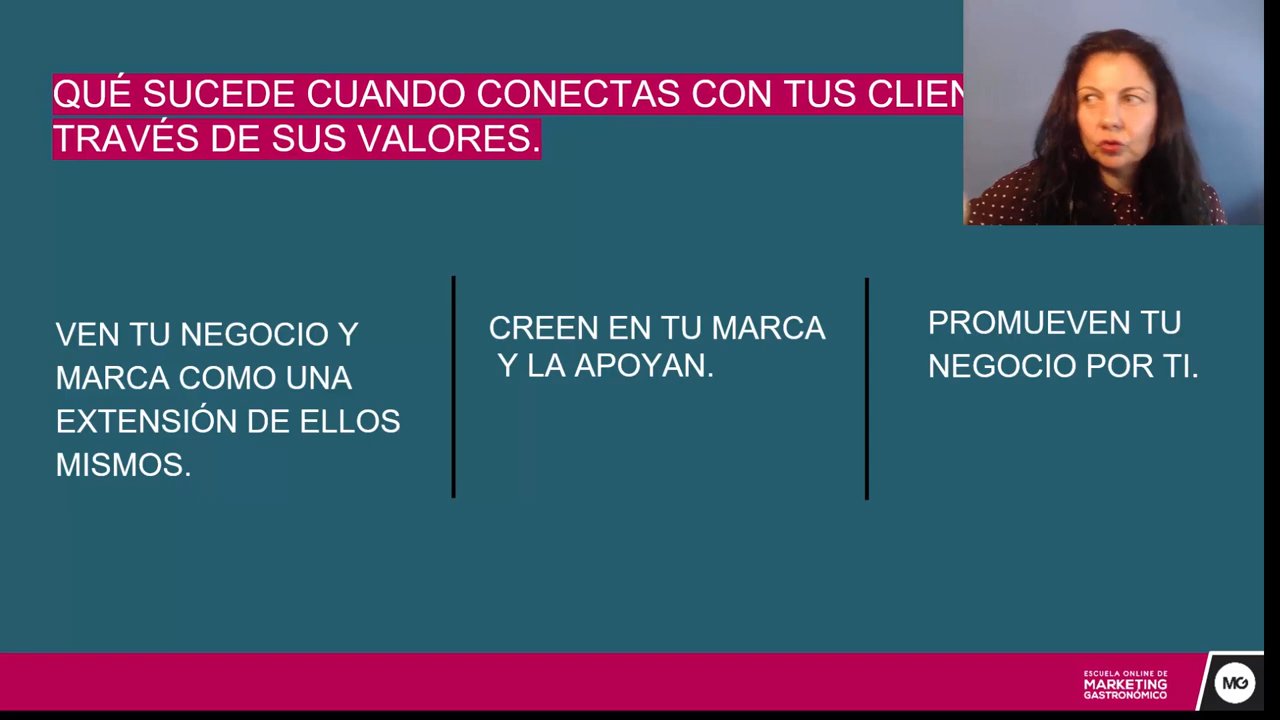 QUÉ SUCEDE CUANDO CONECTAS CON TUS
TRAVÉS DE SUS VALORES.
VEN TU NEGOCIO Y
MARCA COMO UNA
EXTENSIÓN DE ELLOS
MISMOS.
CREEN EN TU MARCA
Y LA APOYAN.
PROMUEVEN TU
NEGOCIO POR TI.
ESCUELA ONLINE DE
MARKETING
GASTRONÓMICO
MG